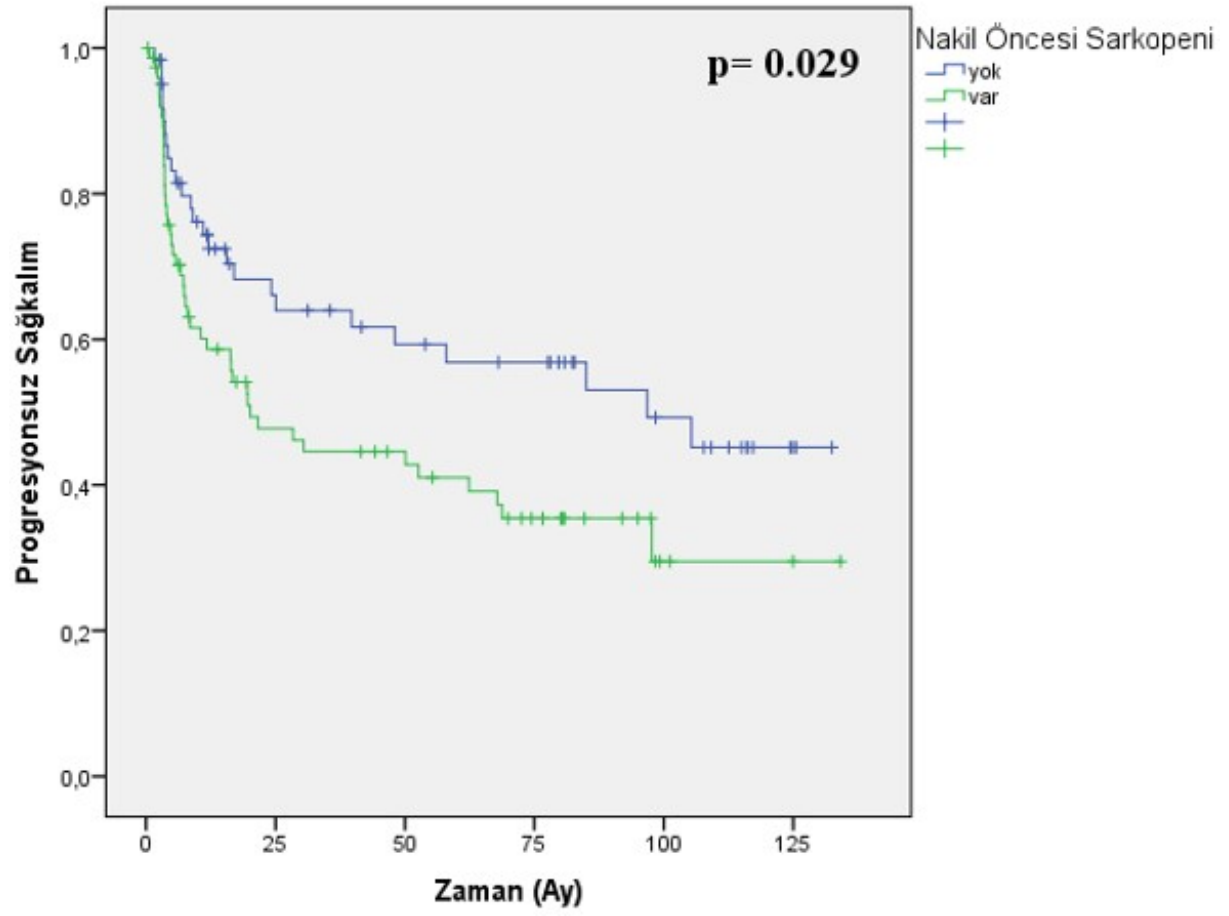 p= 0.029
Nakil Öncesi Sarkopeni
yok
var
Progresyonsuz Sağkalım
1,0
0,8
0,6
0,4
0,2
0,0
0 25 50 75 100 125
Zaman (Ay)